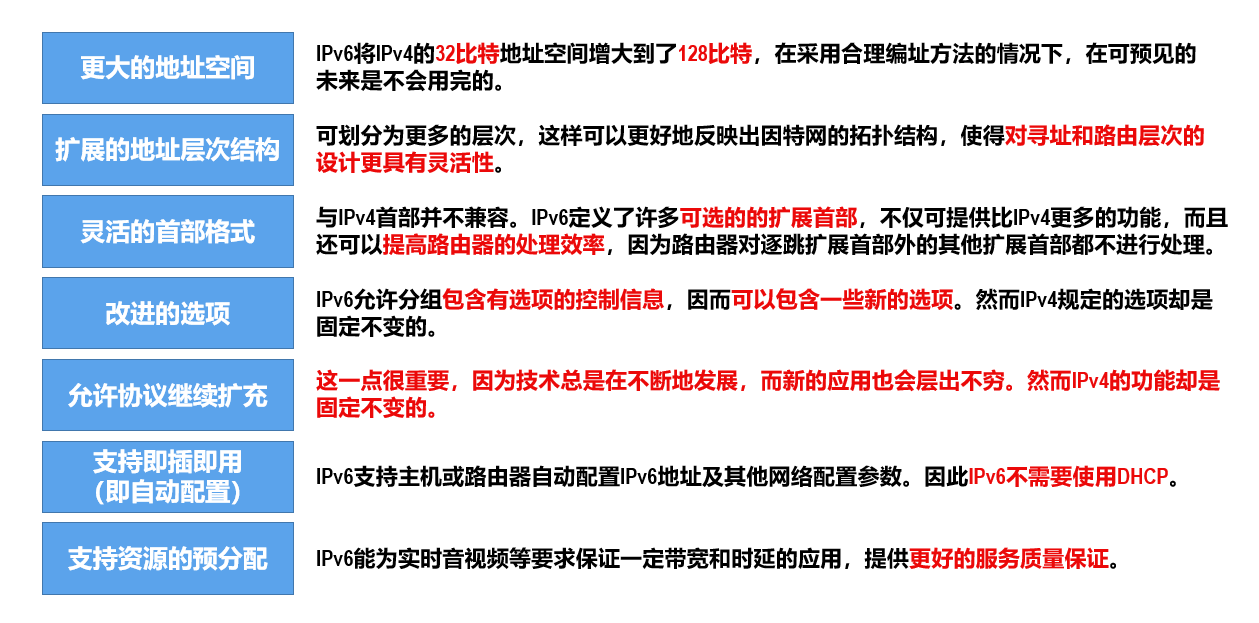 更大的地址空间
IPv6将IPv4的32比特地址空间增大到了128比特，在采用合理编址方法的情况下，在可预见的
未来是不会用完的。
扩展的地址层次结构
可划分为更多的层次，这样可以更好地反映出因特网的拓扑结构，使得对寻址和路由层次的
设计更具有灵活性。
灵活的首部格式
与IPv4首部并不兼容。IPv6定义了许多可选的的扩展首部，不仅可提供比IPv4更多的功能，而且
还可以提高路由器的处理效率，因为路由器对逐跳扩展首部外的其他扩展首部都不进行处理。
改进的选项
IPv6允许分组包含有选项的控制信息，因而可以包含一些新的选项。然而IPv4规定的选项却是
固定不变的。
允许协议继续扩充
这一点很重要，因为技术总是在不断地发展，而新的应用也会层出不穷。然而IPv4的功能却是
固定不变的。
支持即插即用
（即自动配置）
IPv6支持主机或路由器自动配置IPv6地址及其他网络配置参数。因此IPv6不需要使用DHCP。
支持资源的预分配
IPv6能为实时音视频等要求保证一定带宽和时延的应用，提供更好的服务质量保证。